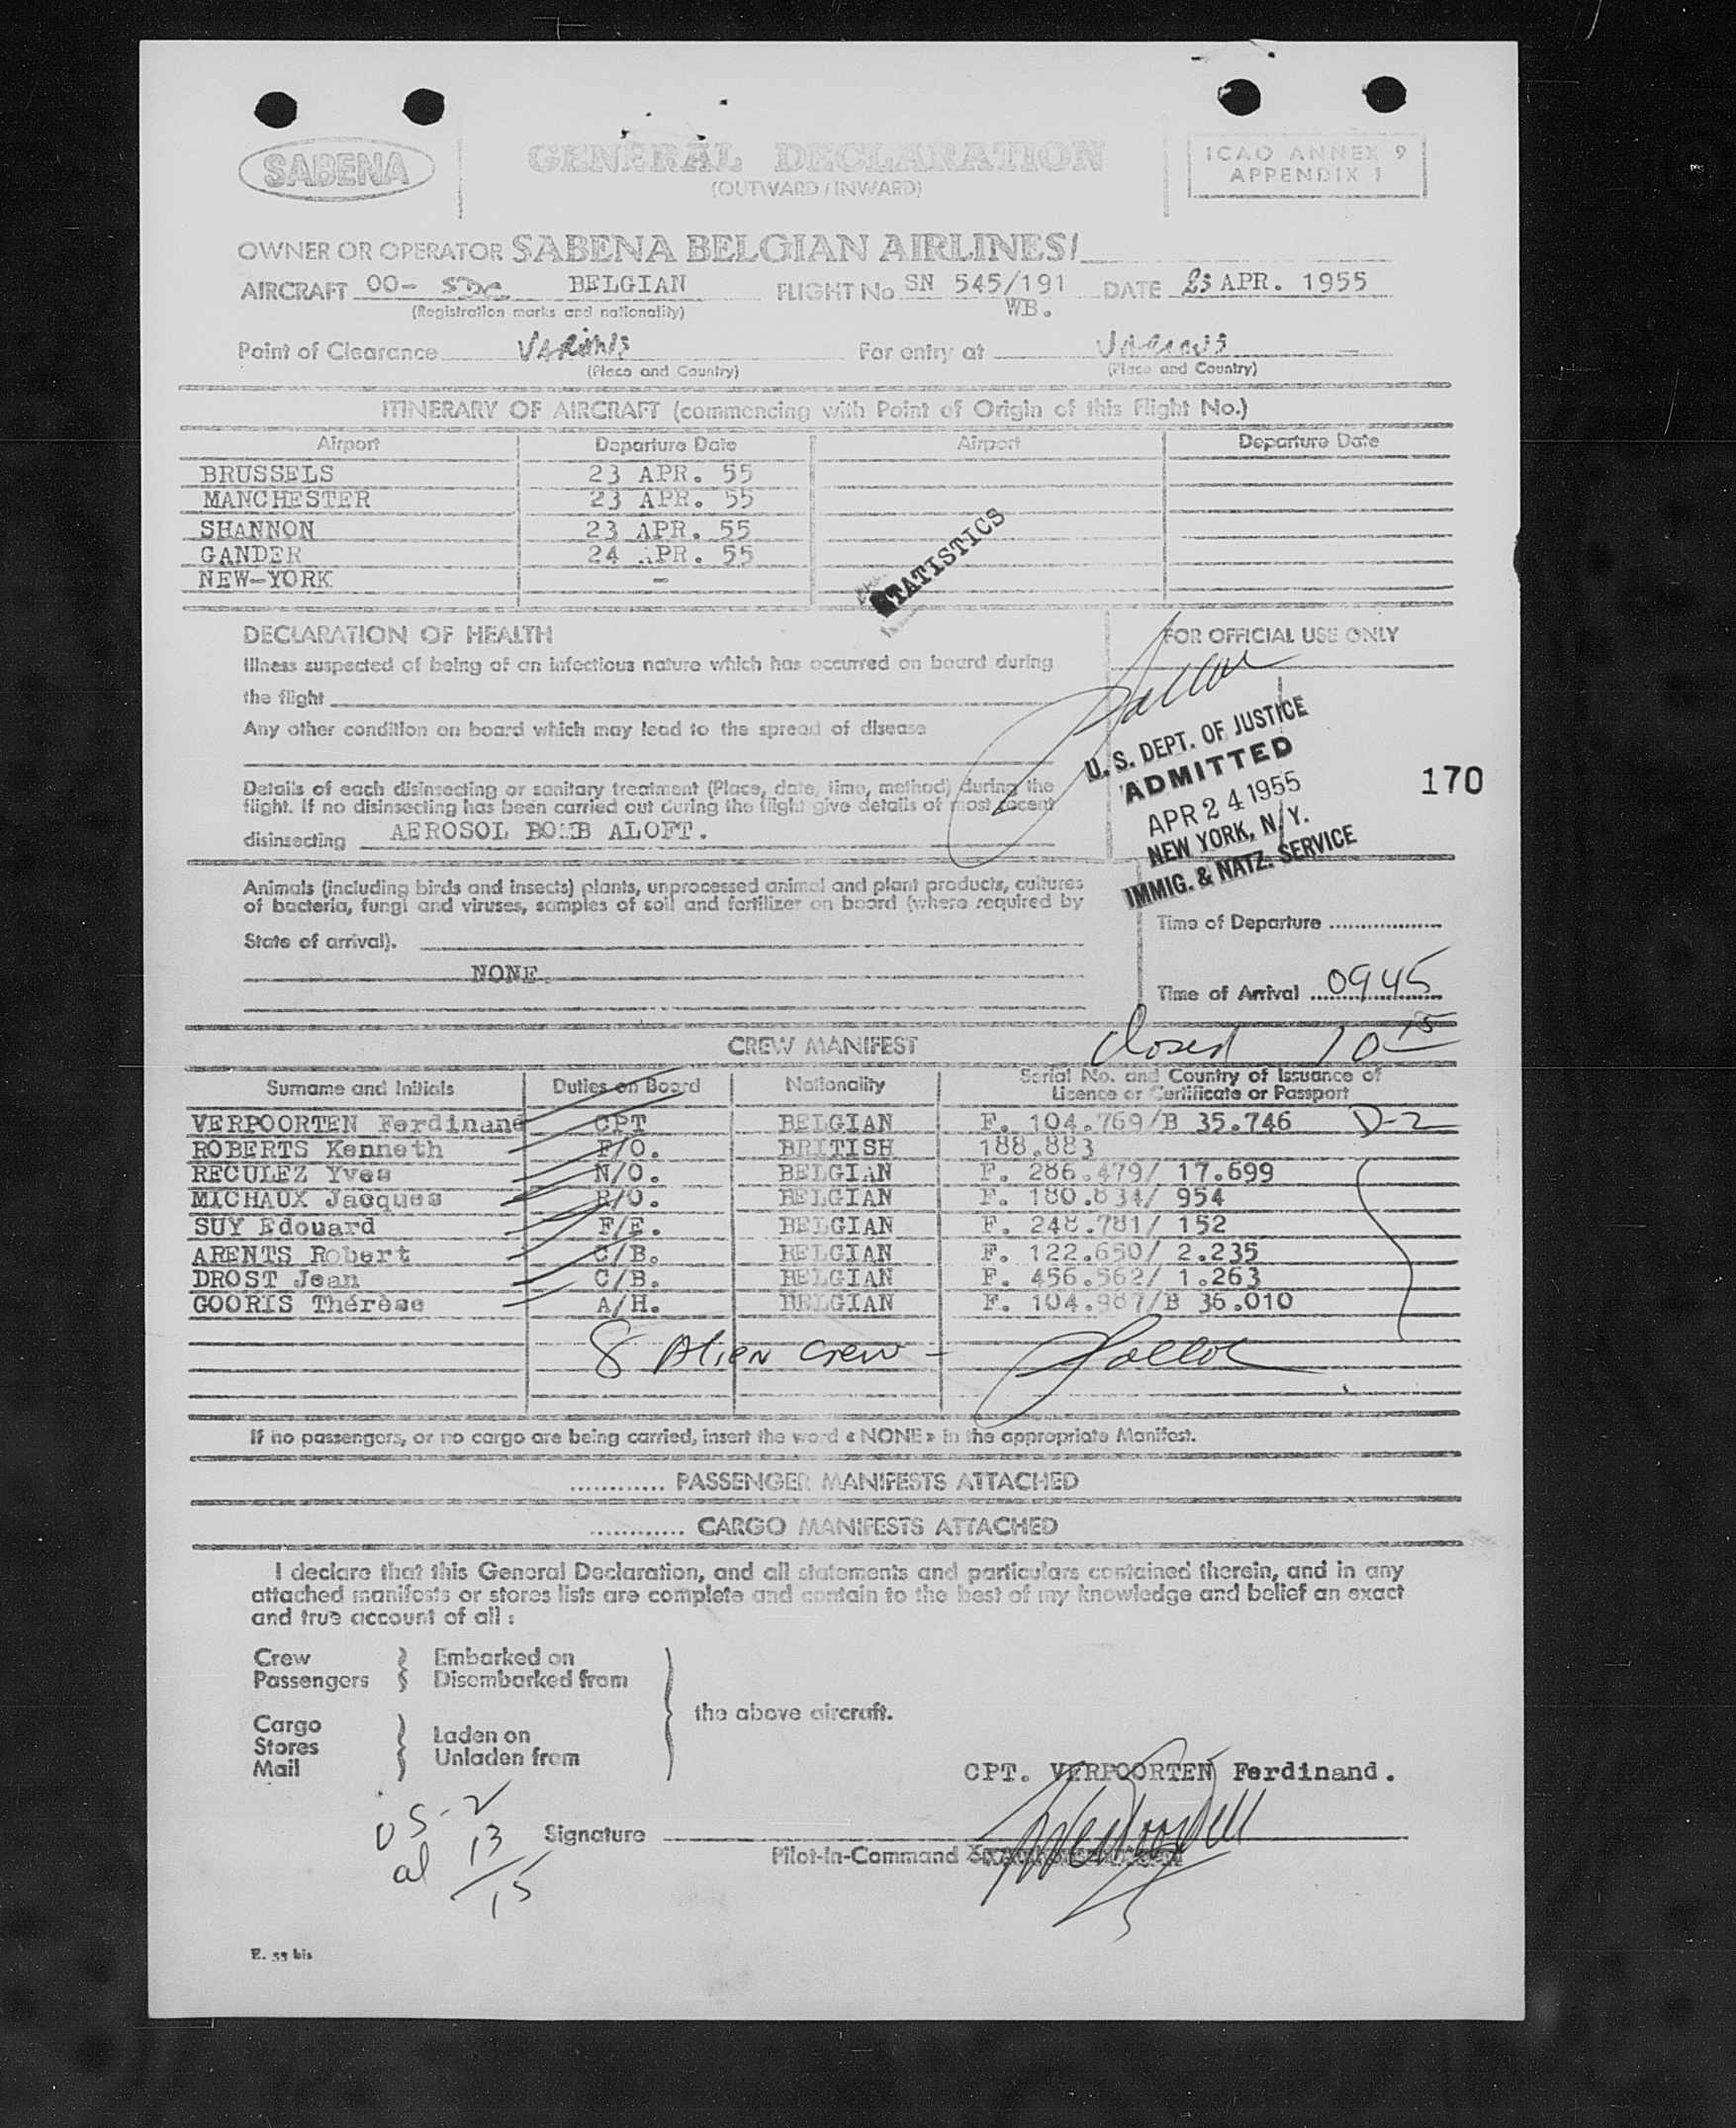 SABENA
GENERAL DECLARATION
(OUTWARD / INWARD)
ICAO ANNEX 9
APPENDIX 1
OWNER OR OPERATOR SABENA BELGIAN AIRLINES
AIRCRAFT OO- BELGIAN FLIGHT No SN 545/191 DATE 23 APR. 1955
(Registration marks and nationality) WB.
Point of Clearance Various For entry at Various
(Place and Country) (Place and Country)
ITINERARY OF AIRCRAFT (commencing with Point of Origin of this Flight No.)
Airport Departure Date Airport Departure Date
BRUSSELS 23 APR. 55
MANCHESTER 23 APR. 55
SHANNON 23 APR. 55
GANDER 24 APR. 55
NEW-YORK -
STATISTICS
DECLARATION OF HEALTH
FOR OFFICIAL USE ONLY
Illness suspected of being of an infectious nature which has occurred on board during
the flight
Any other condition on board which may lead to the spread of disease
Details of each disinsecting or sanitary treatment (Place, date, time, method) during the
flight. If no disinsecting has been carried out during the flight give details of most recent
disinsecting AEROSOL BOMB ALOFT.
U. S. DEPT. OF JUSTICE
ADMITTED
APR 24 1955
NEW YORK, N.Y.
IMMIG. & NATZ. SERVICE
170
Animals (including birds and insects) plants, unprocessed animal and plant products, cultures
of bacteria, fungi and viruses, samples of soil and fertilizer on board (where required by
State of arrival).
NONE.
Time of Departure
Time of Arrival 0945
Closed 10 15
CREW MANIFEST
Surname and Initials Duties on Board Nationality Serial No. and Country of Issuance of
Licence or Certificate or Passport
VERPOORTEN Ferdinand CPT BELGIAN F. 104.769/B 35.746 D-2
ROBERTS Kenneth F/O. BRITISH 188.883
RECULEZ Yves N/O. BELGIAN F. 286.479/ 17.699
MICHAUX Jacques R/O. BELGIAN F. 180.834/ 954
SUY Edouard F/E. BELGIAN F. 248.781/ 152
ARENTS Robert C/B. BELGIAN F. 122.650/ 2.235
DROST Jean C/B. BELGIAN F. 456.562/ 1.263
GOORIS Thérèse A/H. BELGIAN F. 104.987/B 36.010
8 Alien Crew -
If no passengers, or no cargo are being carried, insert the word « NONE » in the appropriate Manifest.
............ PASSENGER MANIFESTS ATTACHED
............ CARGO MANIFESTS ATTACHED
I declare that this General Declaration, and all statements and particulars contained therein, and in any
attached manifests or stores lists are complete and contain to the best of my knowledge and belief an exact
and true account of all :
Crew Embarked on
Passengers Disembarked from
the above aircraft.
Cargo Laden on
Stores Unladen from
Mail
CPT. VERPOORTEN Ferdinand.
US-2
al 13
15
Signature
Pilot-in-Command
E. 53 bis